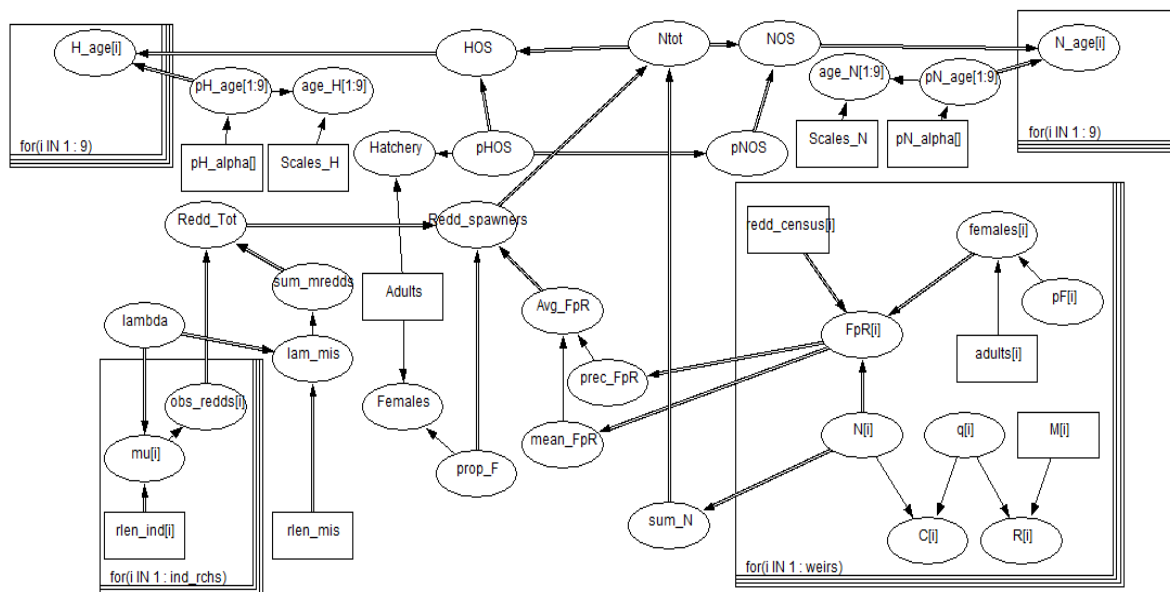 H_age[i]
HOS
Ntot
NOS
N_age[i]
pH_age[1:9]
age_H[1:9]
age_N[1:9]
pN_age[1:9]
for(i IN 1 : 9)
pH_alpha[]
Scales_H
Hatchery
pHOS
pNOS
Scales_N
pN_alpha[]
for(i IN 1 : 9)
Redd_Tot
Redd_spawners
redd_census[i]
females[i]
sum_mredds
Adults
Avg_FpR
pF[i]
lambda
lam_mis
FpR[i]
adults[i]
prec_FpR
obs_redds[i]
Females
mean_FpR
N[i]
q[i]
M[i]
mu[i]
prop_F
rlen_ind[i]
rlen_mis
sum_N
C[i]
R[i]
for(i IN 1 : ind_rchs)
for(i IN 1 : weirs)